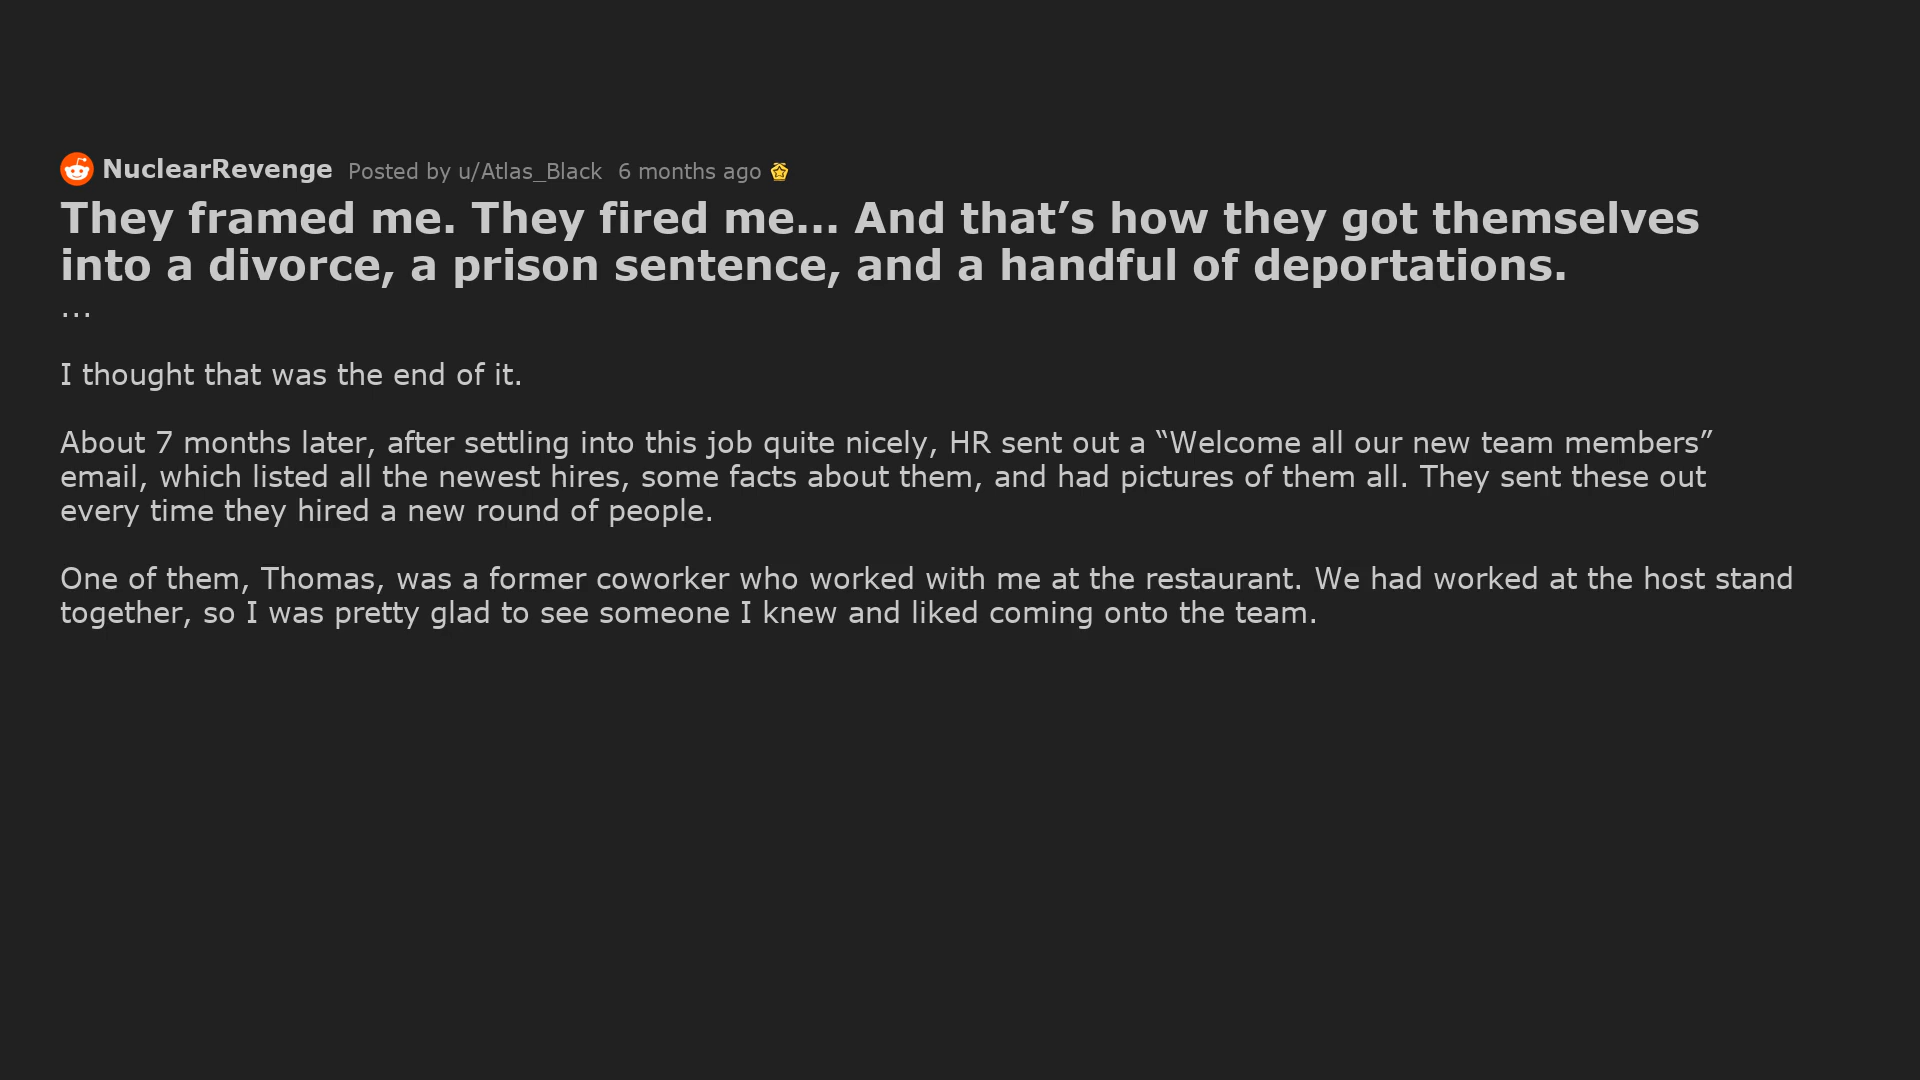 NuclearRevenge Posted by u/Atlas_Black 6 months ago
They framed me. They fired me... And that’s how they got themselves
into a divorce, a prison sentence, and a handful of deportations.
...
I thought that was the end of it.
About 7 months later, after settling into this job quite nicely, HR sent out a “Welcome all our new team members”
email, which listed all the newest hires, some facts about them, and had pictures of them all. They sent these out
every time they hired a new round of people.
One of them, Thomas, was a former coworker who worked with me at the restaurant. We had worked at the host stand
together, so I was pretty glad to see someone I knew and liked coming onto the team.